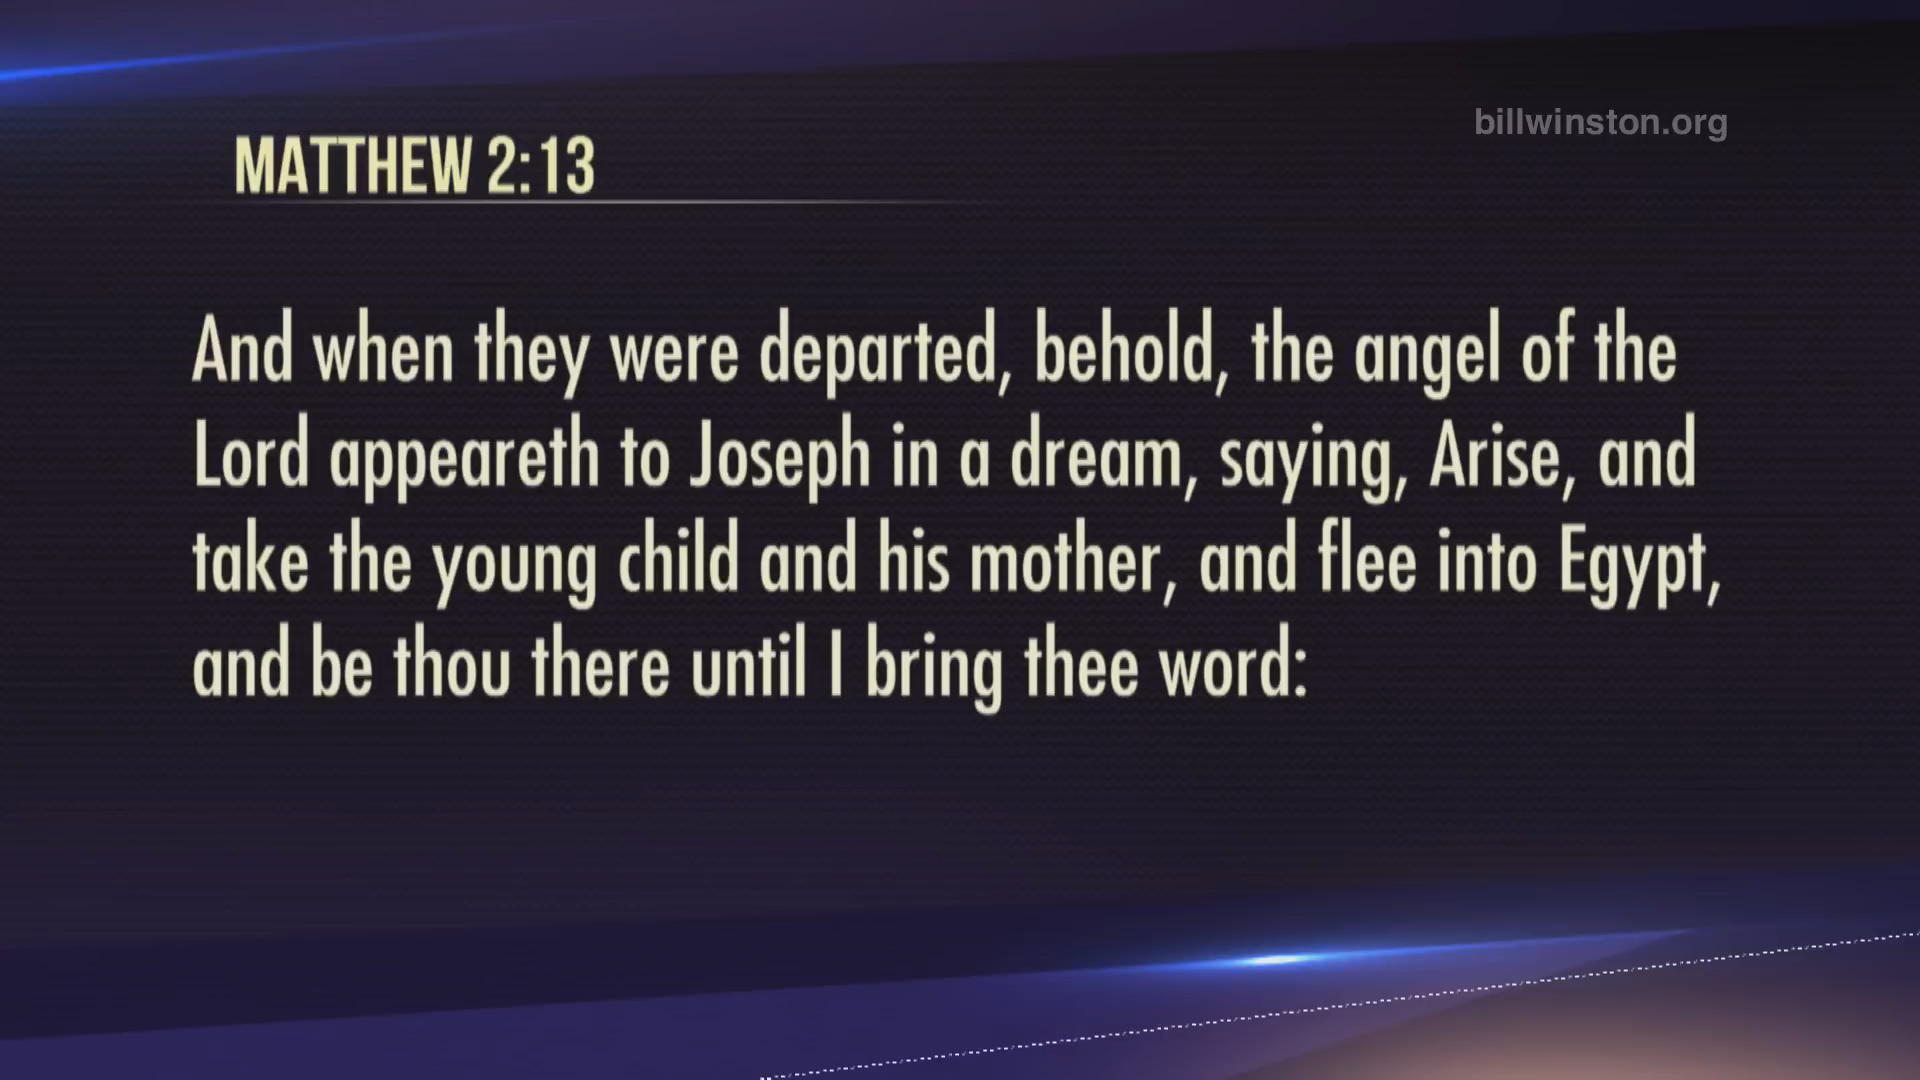 billwinston.org
MATTHEW 2:13
And when they were departed, behold, the angel of the
Lord appeareth to Joseph in a dream, saying, Arise, and
take the young child and his mother, and flee into Egypt,
and be thou there until I bring thee word: